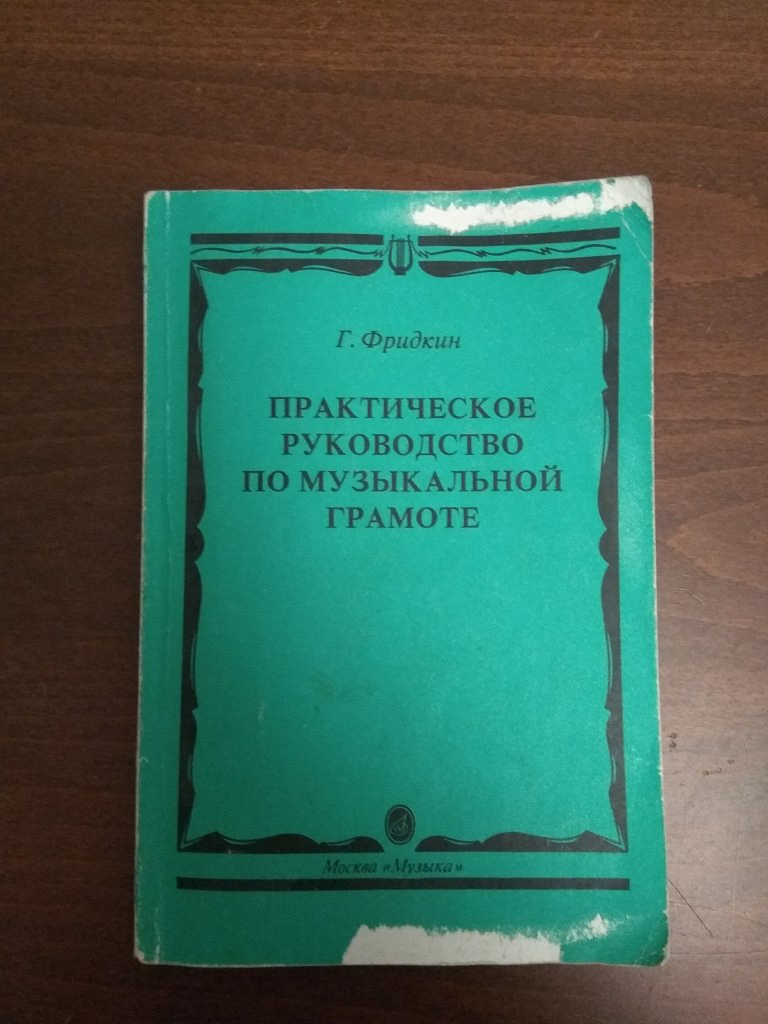 Г. Фридкин
ПРАКТИЧЕСКОЕ
РУКОВОДСТВО
ПО МУЗЫКАЛЬНОЙ
ГРАМОТЕ
Москва «Музыка»